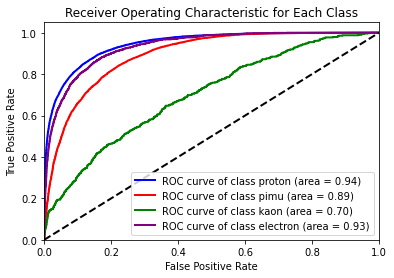 Receiver Operating Characteristic for Each Class
True Positive Rate
1.0
0.8
0.6
0.4
0.2
0.0
ROC curve of class proton (area = 0.94)
ROC curve of class pimu (area = 0.89)
ROC curve of class kaon (area = 0.70)
ROC curve of class electron (area = 0.93)
0.0 0.2 0.4 0.6 0.8 1.0
False Positive Rate